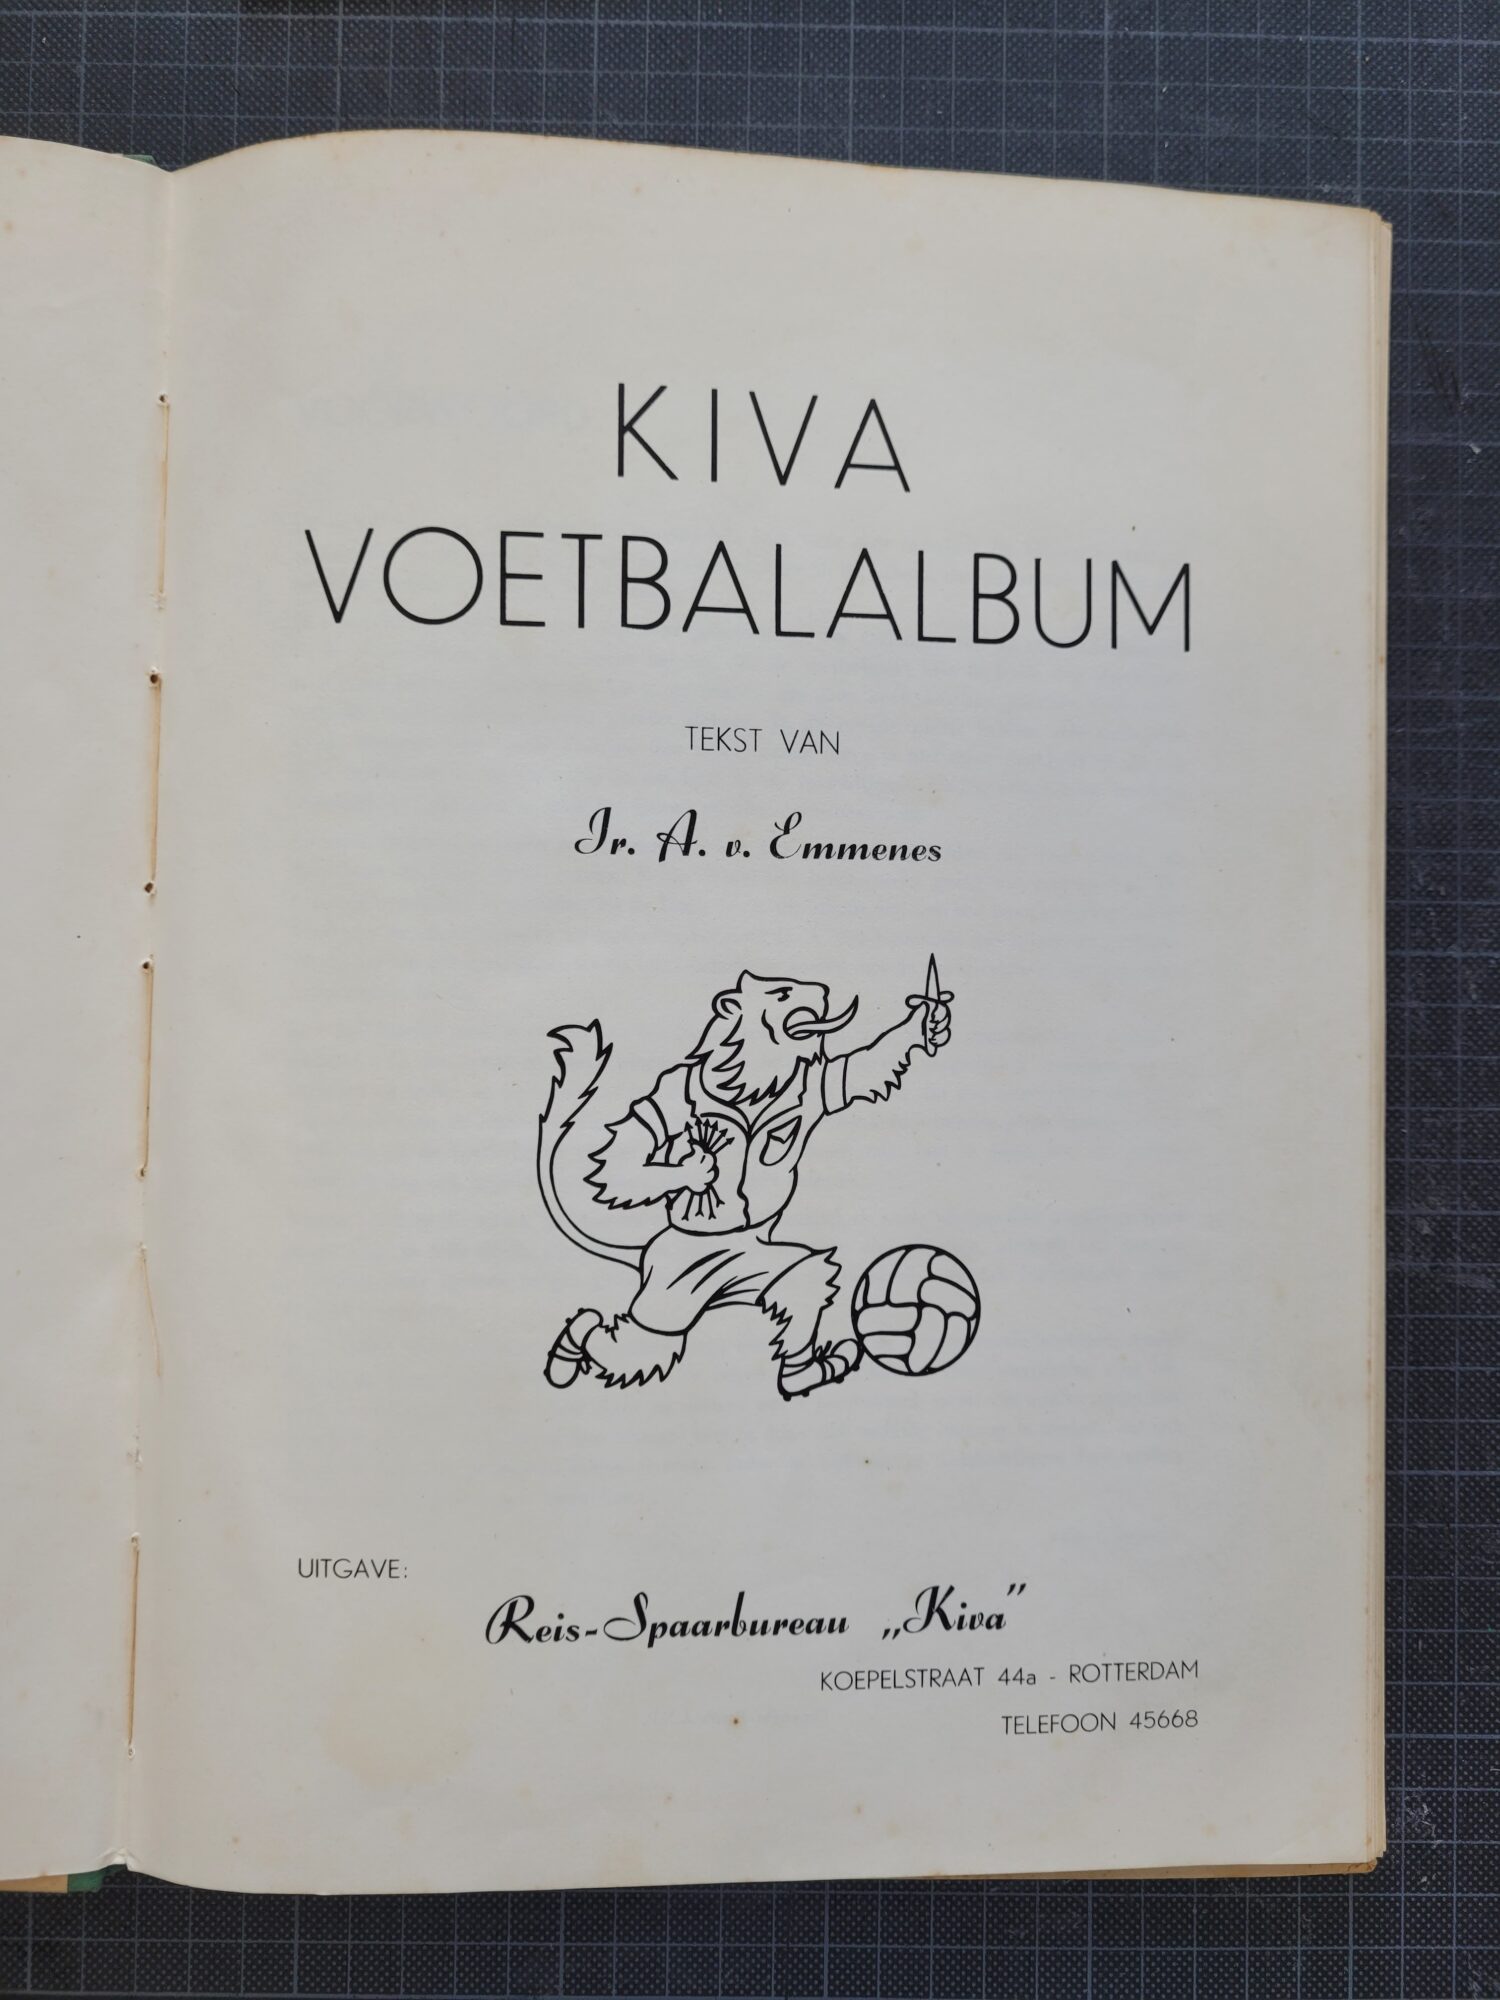 KIVA
VOETBALALBUM
TEKST VAN
Ir. A. v. Emmenes
UITGAVE:
Reis-Spaarbureau „Kiva”
KOEPELSTRAAT 44a - ROTTERDAM
TELEFOON 45668